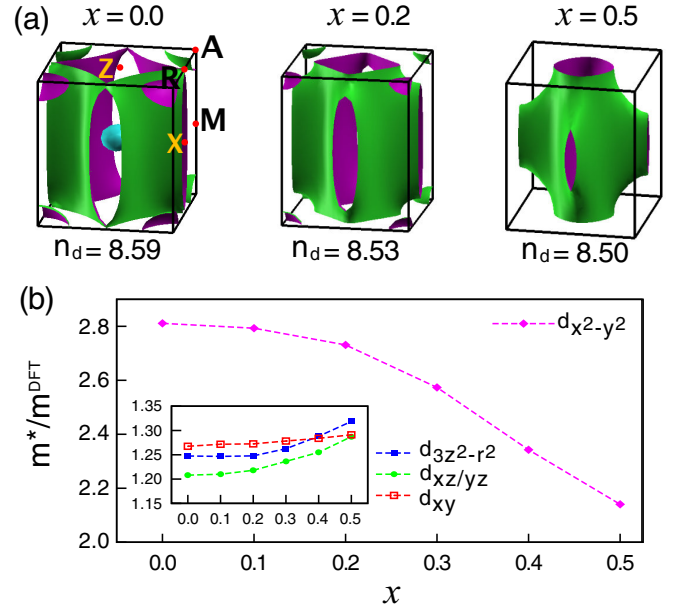 (a) x = 0.0 x = 0.2 x = 0.5
A
Z R
M
X
n_d = 8.59 n_d = 8.53 n_d = 8.50
(b)
m*/m^DFT
2.8
2.6
2.4
2.2
2.0
d_x²-y²
1.35
1.30
1.25
1.20
1.15
0.0 0.1 0.2 0.3 0.4 0.5
d_3z²-r²
d_xz/yz
d_xy
0.0 0.1 0.2 0.3 0.4 0.5
x